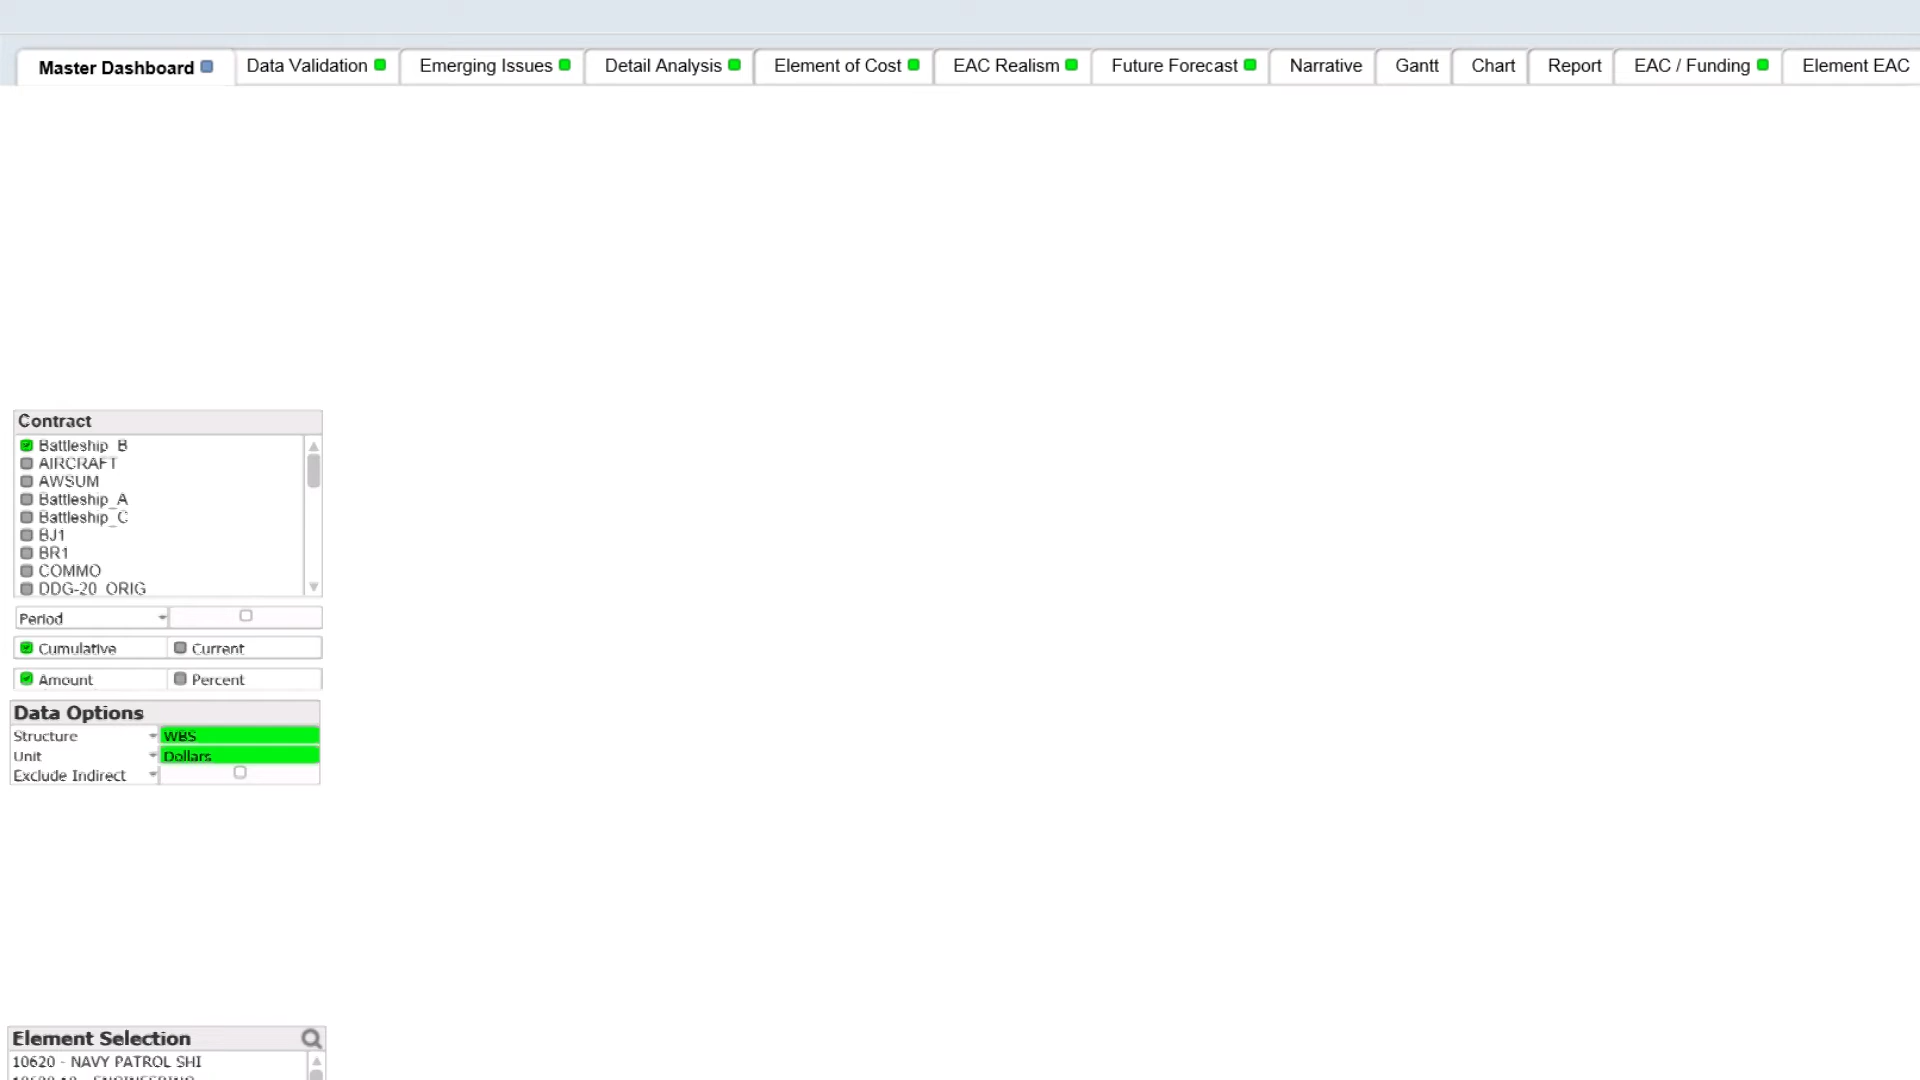 Master Dashboard Data Validation Emerging Issues Detail Analysis Element of Cost EAC Realism Future Forecast Narrative Gantt Chart Report EAC / Funding Element EAC
Contract
Battleship_B
AIRCRAFT
AWSUM
Battleship_A
Battleship_C
BJ1
BR1
COMMO
DDG-20_ORIG
Period
Cumulative Current
Amount Percent
Data Options
Structure WBS
Unit Dollars
Exclude Indirect
Element Selection
10620 - NAVY PATROL SHI